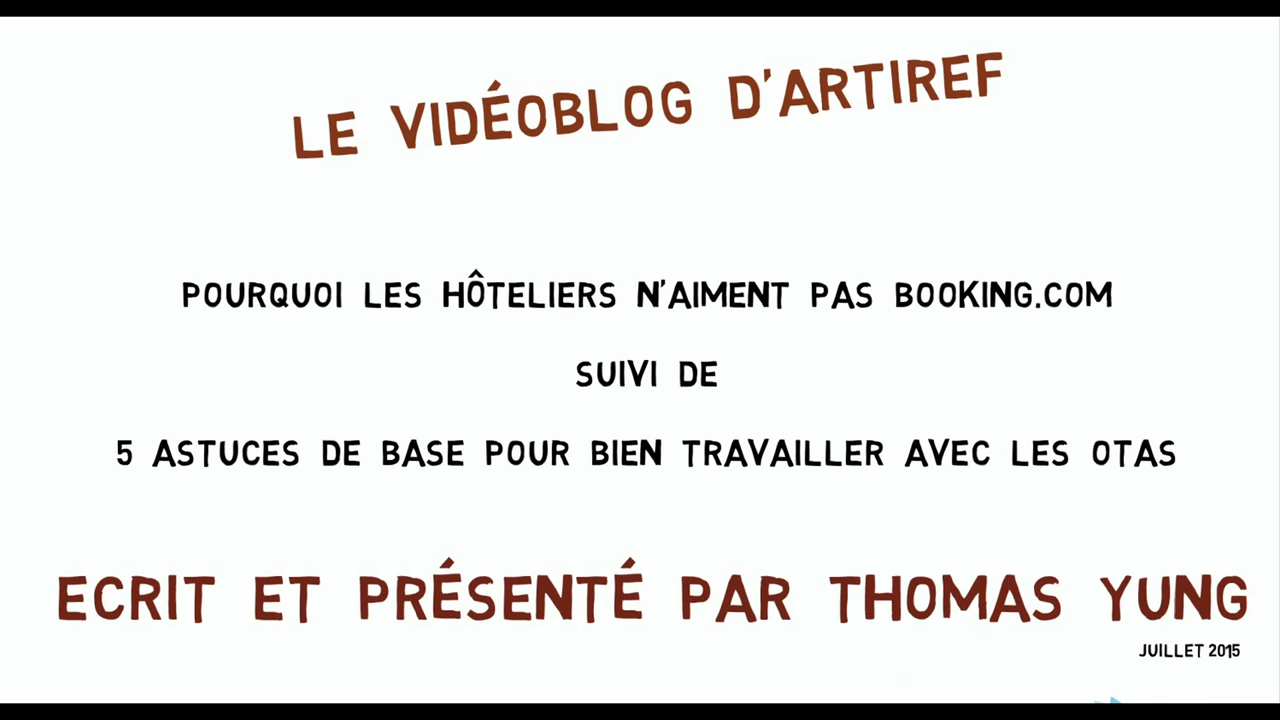 LE VIDÉOBLOG D'ARTIREF
POURQUOI LES HÔTELIERS N'AIMENT PAS BOOKING.COM
SUIVI DE
5 ASTUCES DE BASE POUR BIEN TRAVAILLER AVEC LES OTAS
ECRIT ET PRÉSENTÉ PAR THOMAS YUNG
JUILLET 2015